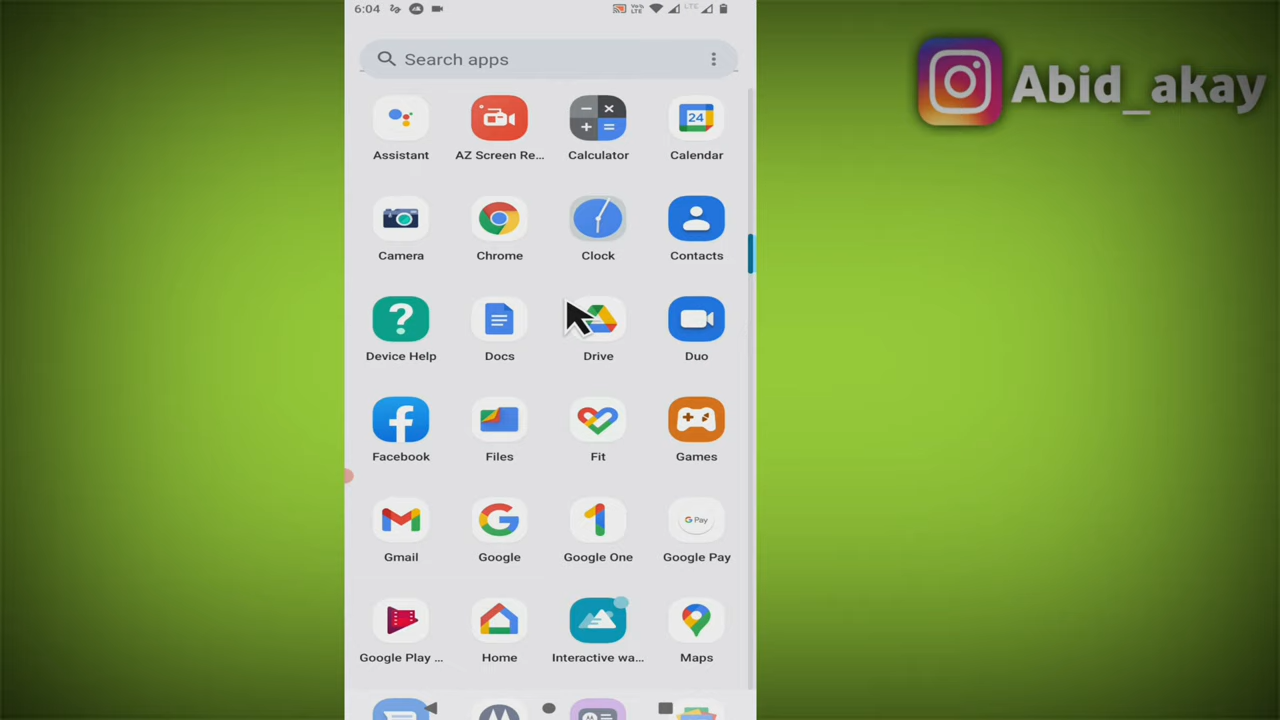 6:04
VoLTE
LTE
Search apps
Abid_akay
24
Assistant
AZ Screen Re...
Calculator
Calendar
Camera
Chrome
Clock
Contacts
Device Help
Docs
Drive
Duo
Facebook
Files
Fit
Games
G Pay
Gmail
Google
Google One
Google Pay
Google Play ...
Home
Interactive wa...
Maps